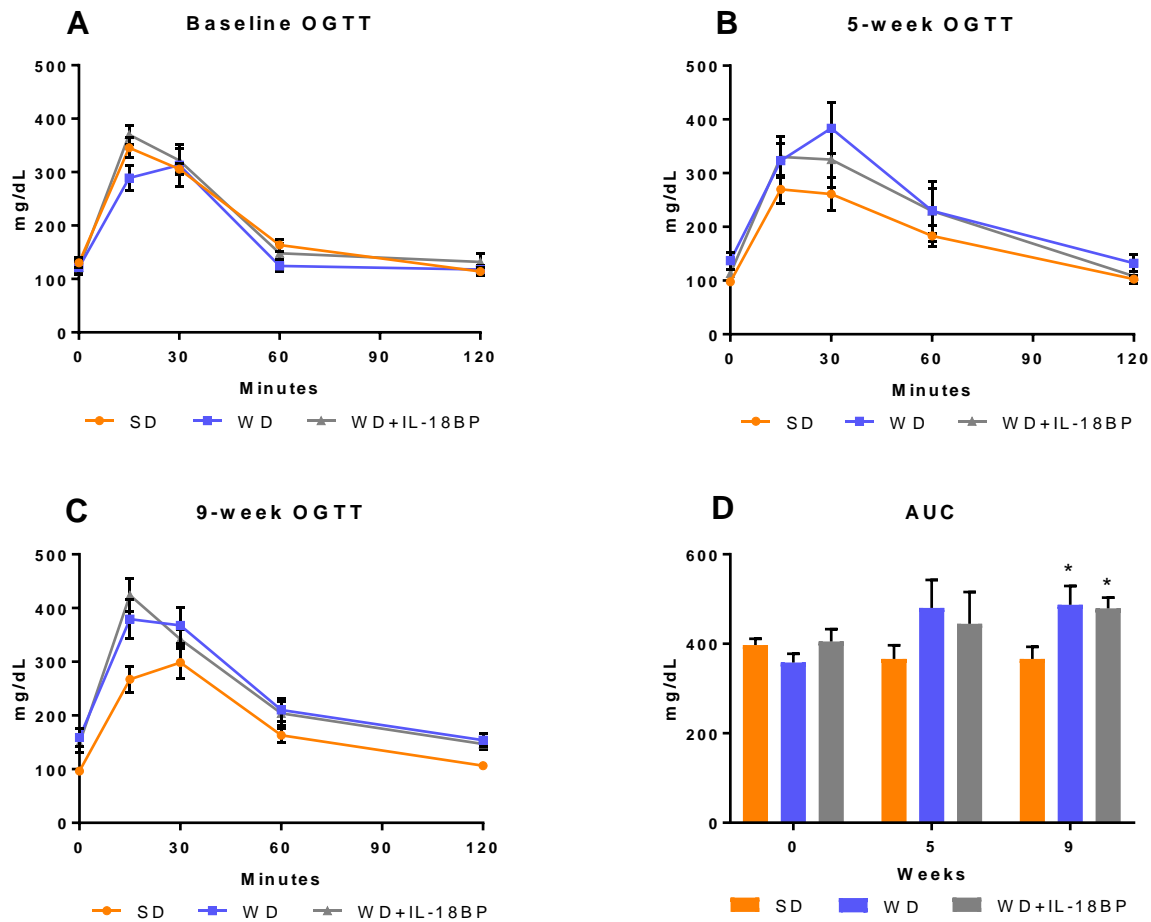 A
Baseline OGTT
500
400
300
200
100
0
mg/dL
0 30 60 90 120
Minutes
SD WD WD+IL-18BP
B
5-week OGTT
500
400
300
200
100
0
mg/dL
0 30 60 90 120
Minutes
SD WD WD+IL-18BP
C
9-week OGTT
500
400
300
200
100
0
mg/dL
0 30 60 90 120
Minutes
SD WD WD+IL-18BP
D
AUC
600
400
200
0
mg/dL
* *
0 5 9
Weeks
SD WD WD+IL-18BP